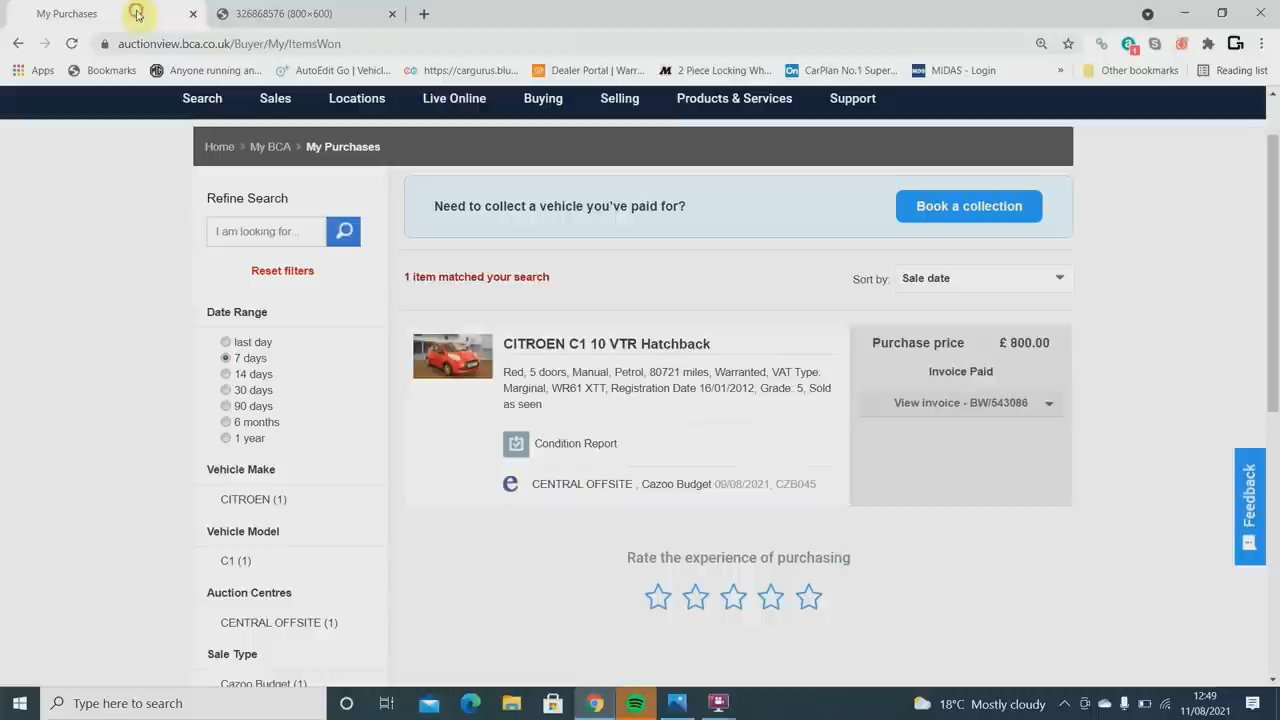 My Purchases
326868576 (800×600)
auctionview.bca.co.uk/Buyer/My/ItemsWon
Apps
Bookmarks
Anyone running an...
AutoEdit Go | Vehicl...
https://cargurus.blu...
Dealer Portal | Warr...
2 Piece Locking Wh...
CarPlan No.1 Super...
MIDAS - Login
»
Other bookmarks
Reading list
Search
Sales
Locations
Live Online
Buying
Selling
Products & Services
Support
Home » My BCA » My Purchases
Refine Search
I am looking for...
Reset filters
Date Range
last day
7 days
14 days
30 days
90 days
6 months
1 year
Vehicle Make
CITROEN (1)
Vehicle Model
C1 (1)
Auction Centres
CENTRAL OFFSITE (1)
Sale Type
Cazoo Budget (1)
Need to collect a vehicle you've paid for?
Book a collection
1 item matched your search
Sort by: Sale date
CITROEN C1 10 VTR Hatchback
Red, 5 doors, Manual, Petrol, 80721 miles, Warranted, VAT Type:
Marginal, WR61 XTT, Registration Date 16/01/2012, Grade: 5, Sold
as seen
Condition Report
CENTRAL OFFSITE , Cazoo Budget 09/08/2021, CZB045
Purchase price £ 800.00
Invoice Paid
View invoice - BW/543086
Rate the experience of purchasing
Feedback
Type here to search
18°C Mostly cloudy
12:49
11/08/2021